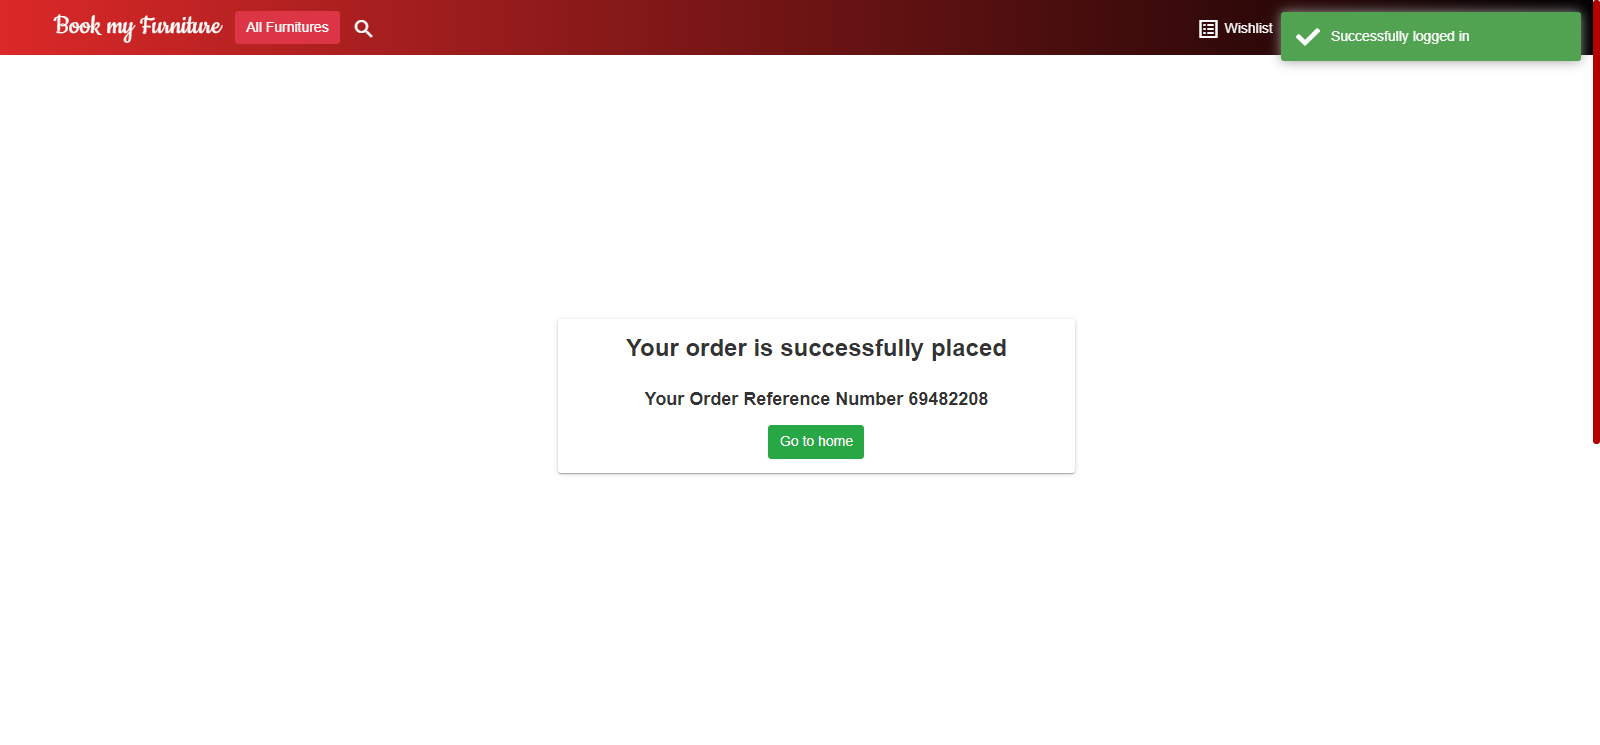 Book my Furniture
All Furnitures
Wishlist
Successfully logged in
Your order is successfully placed
Your Order Reference Number 69482208
Go to home